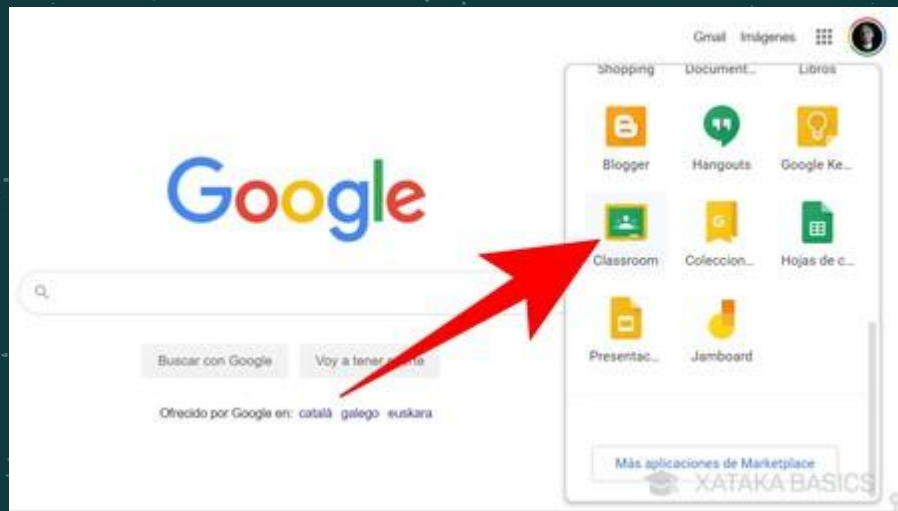 Gmail Imágenes
Shopping Document... Libros
Blogger Hangouts Google Ke...
Google
Classroom Coleccion... Hojas de c...
Presentac... Jamboard
Buscar con Google Voy a tener
Ofrecido por Google en: català galego euskara
Más aplicaciones de Marketplace
XATAKA BASICS